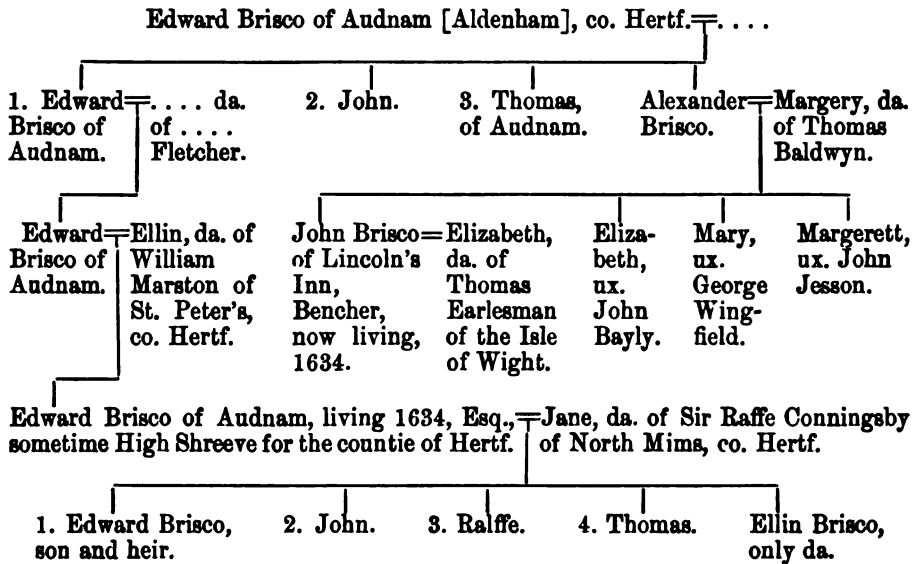 Edward Brisco of Audnam [Aldenham], co. Hertf.=. . . .
1. Edward=. . . . da.
Brisco of of . . . .
Audnam. Fletcher.
2. John.
3. Thomas,
of Audnam.
Alexander=Margery, da.
Brisco. of Thomas
Baldwyn.
Edward=Ellin, da. of
Brisco of William
Audnam. Marston of
St. Peter's,
co. Hertf.
John Brisco=Elizabeth,
of Lincoln's da. of
Inn, Thomas
Bencher, Earlesman
now living, of the Isle
1634. of Wight.
Eliza-
beth,
ux.
John
Bayly.
Mary,
ux.
George
Wing-
field.
Margerett,
ux. John
Jesson.
Edward Brisco of Audnam, living 1634, Esq.,=Jane, da. of Sir Raffe Conningsby
sometime High Shreeve for the countie of Hertf. of North Mims, co. Hertf.
1. Edward Brisco,
son and heir.
2. John.
3. Ralffe.
4. Thomas.
Ellin Brisco,
only da.